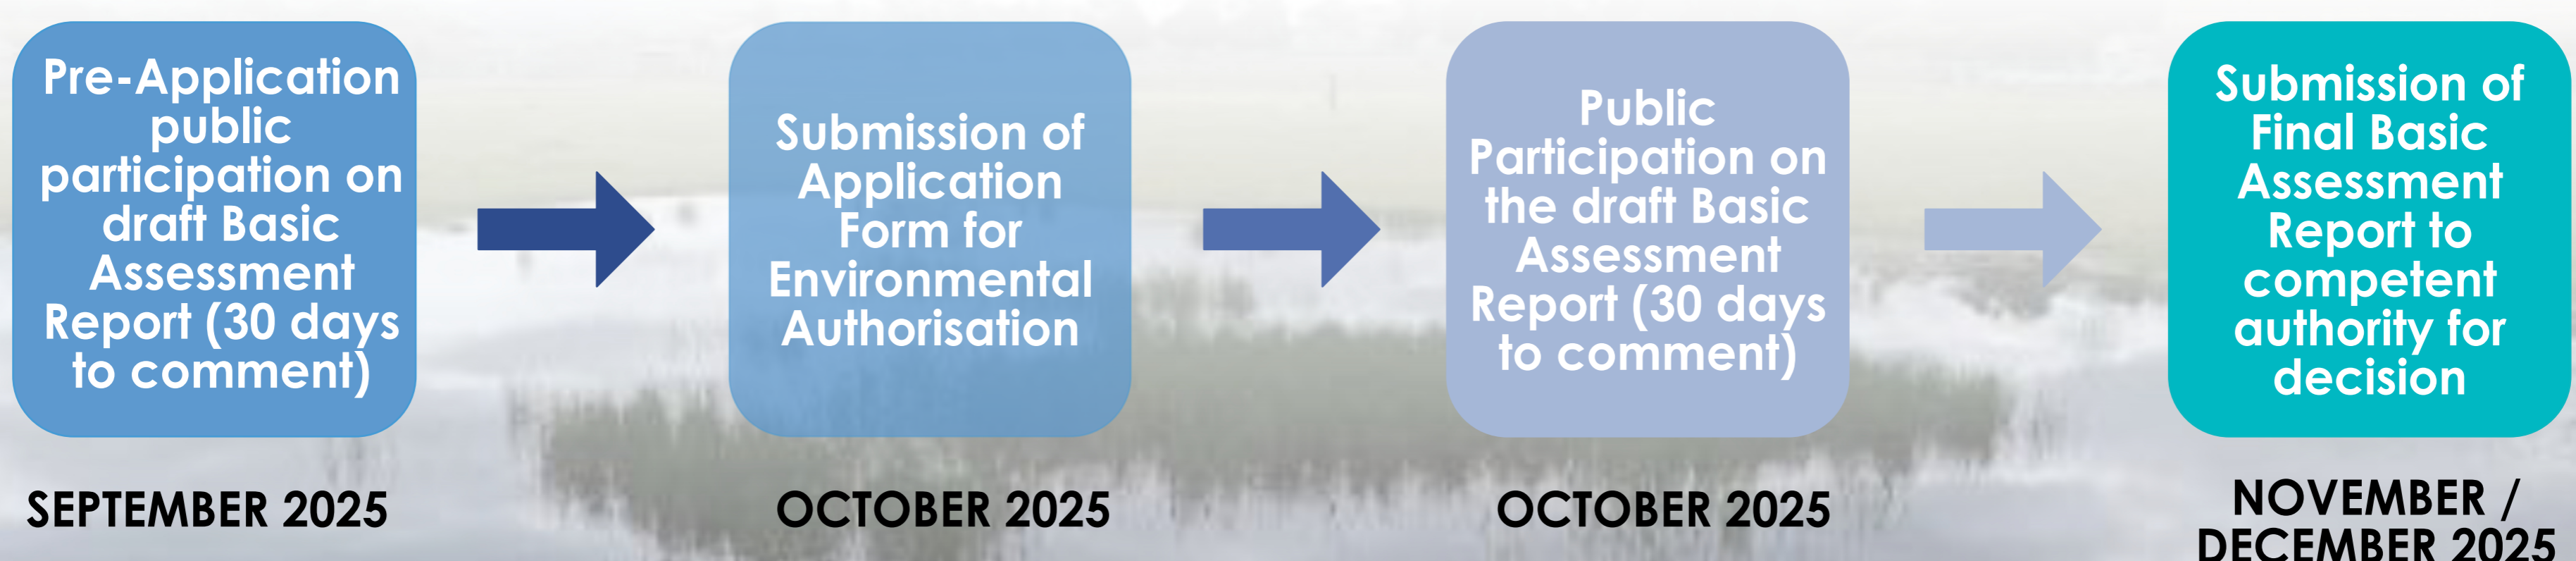 Pre-Application
public
participation on
draft Basic
Assessment
Report (30 days
to comment)
SEPTEMBER 2025
Submission of
Application
Form for
Environmental
Authorisation
OCTOBER 2025
Public
Participation on
the draft Basic
Assessment
Report (30 days
to comment)
OCTOBER 2025
Submission of
Final Basic
Assessment
Report to
competent
authority for
decision
NOVEMBER /
DECEMBER 2025